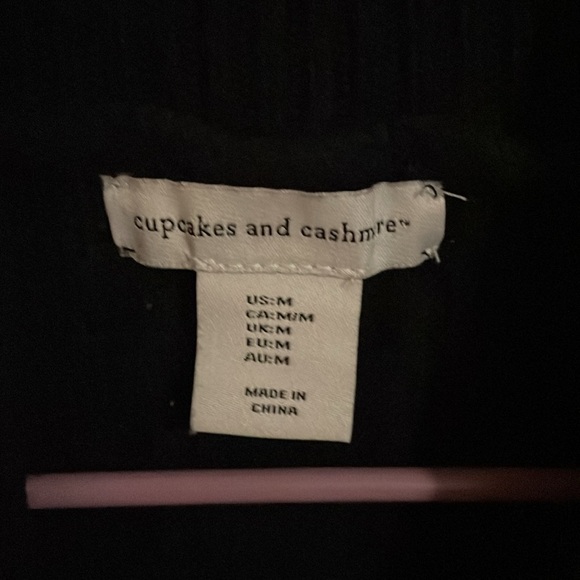 cupcakes and cashmere™
US:M
CA:M/M
UK:M
EU:M
AU:M
MADE IN
CHINA